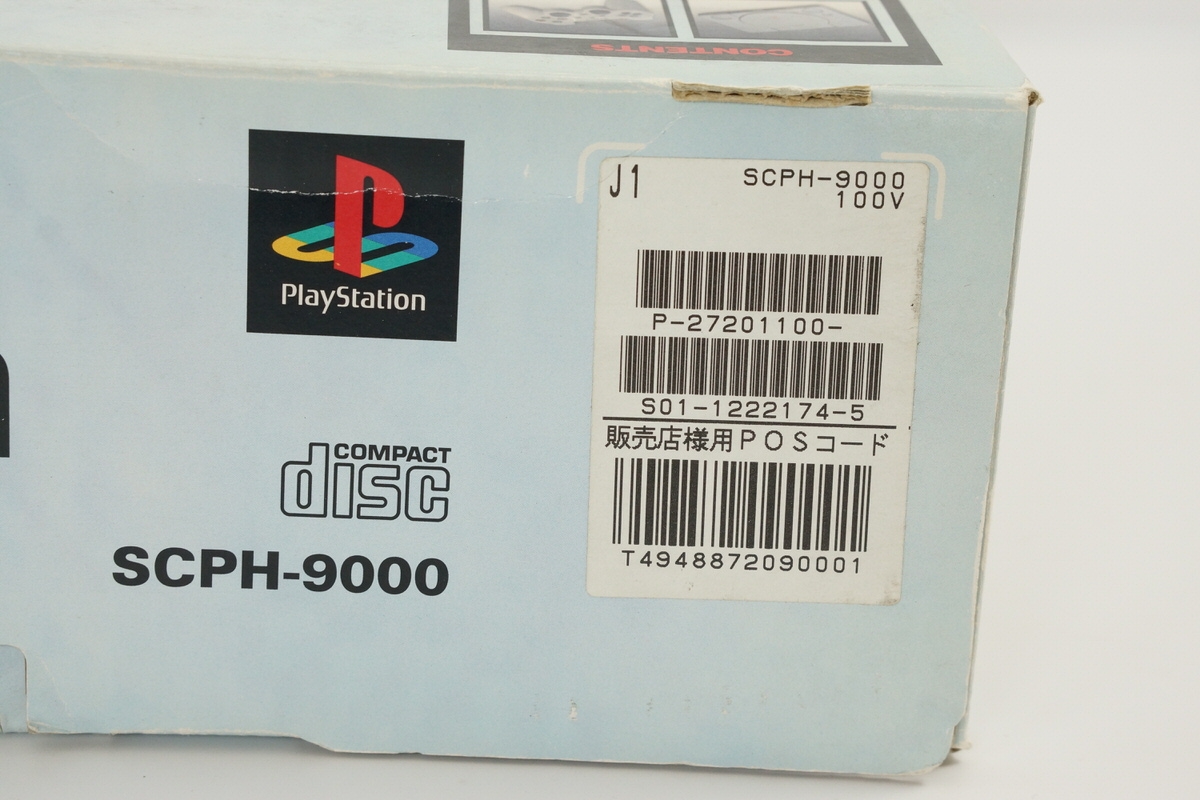 CONTENTS
PlayStation
COMPACT
disc
SCPH-9000
J1
SCPH-9000
100V
P-27201100-
S01-1222174-5
販売店様用POSコード
T4948872090001